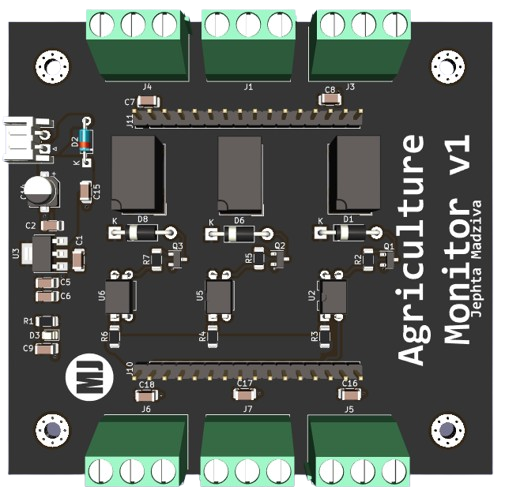 J4
J1
J3
C7
C8
J11
D2
K
C15
C2
U3
C1
C5
C6
R1
D3
C9
K
D8
K
D6
K
D1
Q3
Q2
Q1
R7
R5
R2
U6
U5
U2
R6
R4
R3
J10
MJ
C18
C17
C16
J6
J7
J5
Agriculture
Monitor v1
Jephta Madziva